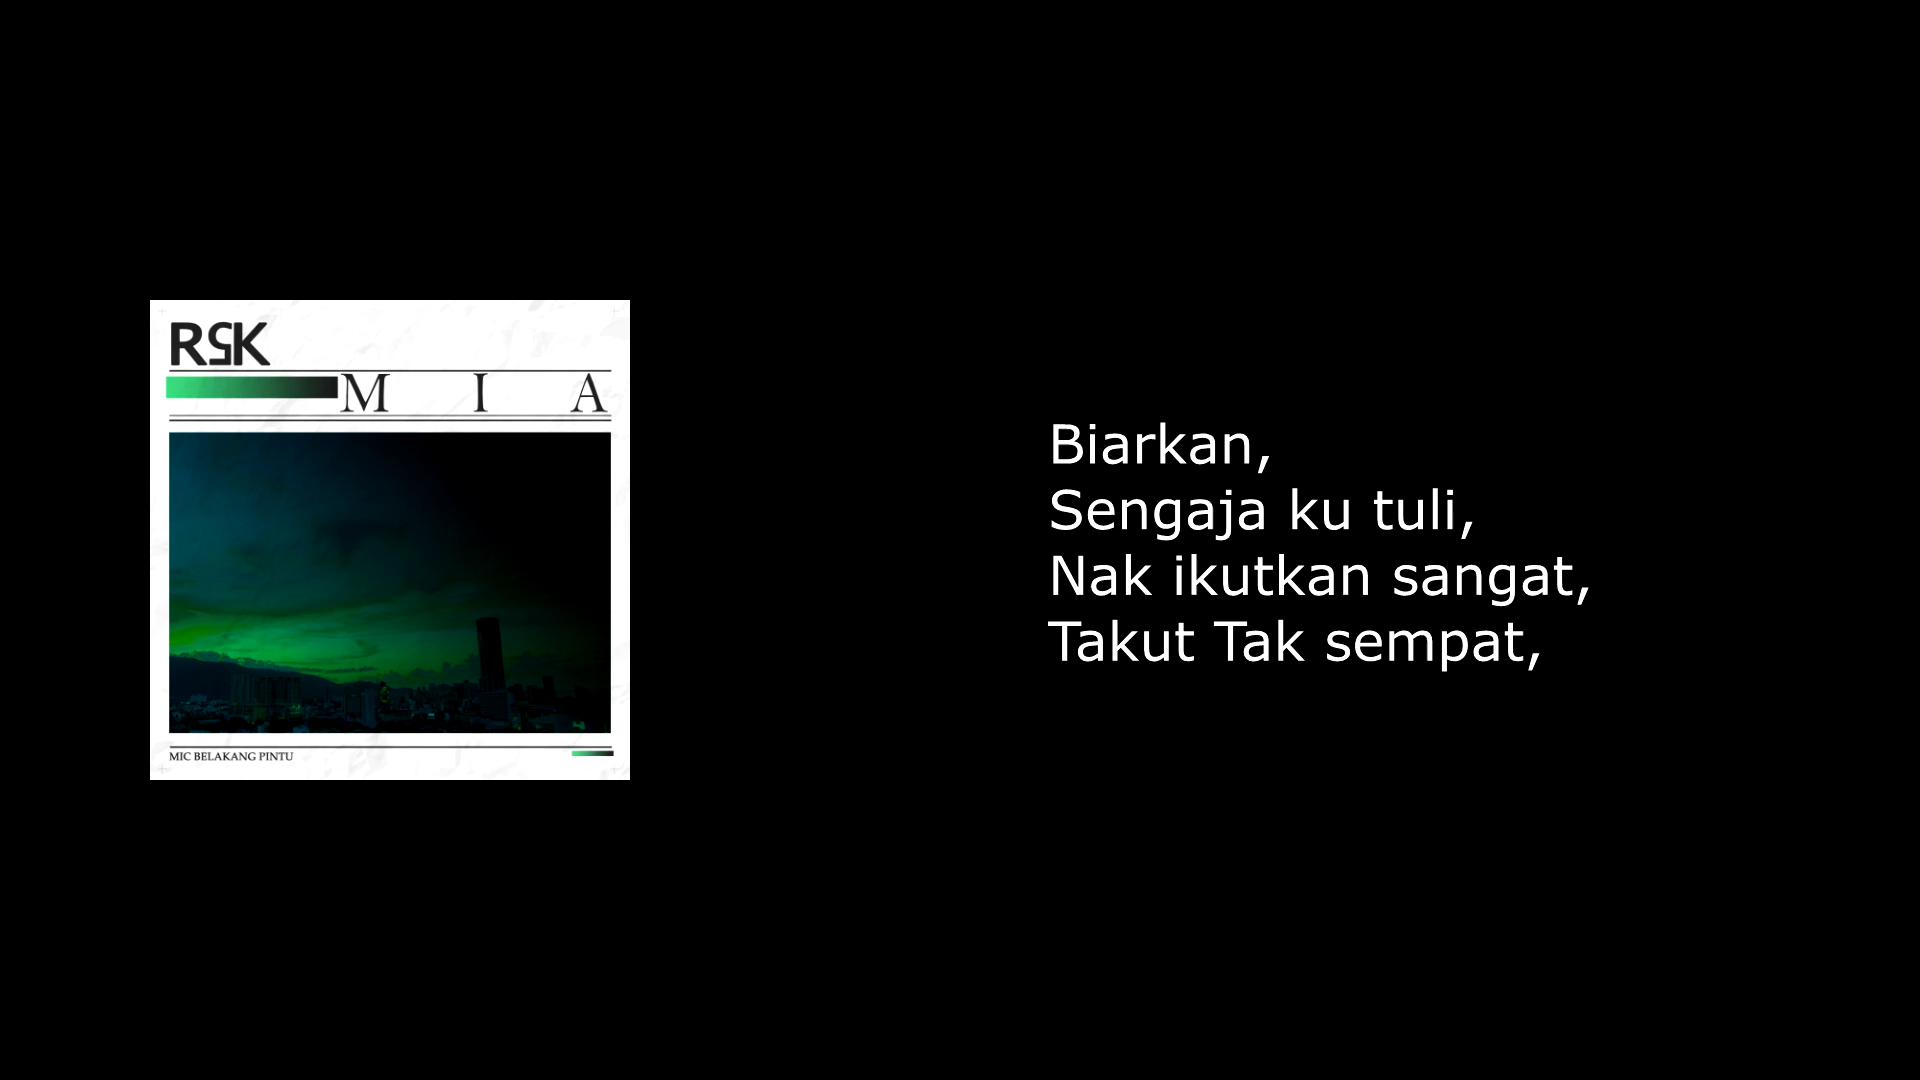 RSK
M I A
MIC BELAKANG PINTU
Biarkan,
Sengaja ku tuli,
Nak ikutkan sangat,
Takut Tak sempat,